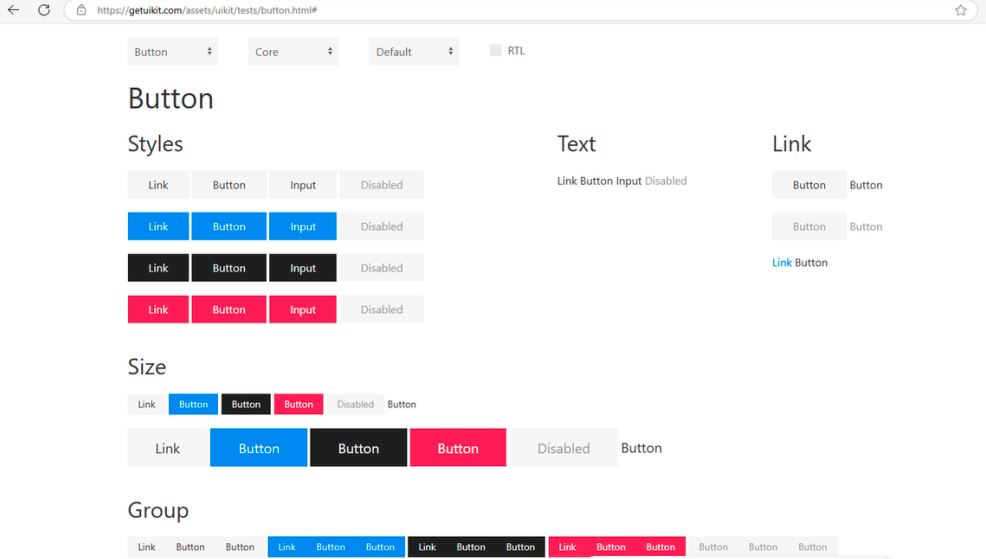 https://getuikit.com/assets/uikit/tests/button.html#
Button Core Default RTL
Button
Styles
Link Button Input Disabled
Link Button Input Disabled
Link Button Input Disabled
Link Button Input Disabled
Text
Link Button Input Disabled
Link
Button Button
Button Button
Link Button
Size
Link Button Button Button Disabled Button
Link Button Button Button Disabled Button
Group
Link Button Button Link Button Button Link Button Button Link Button Button Button Button Button